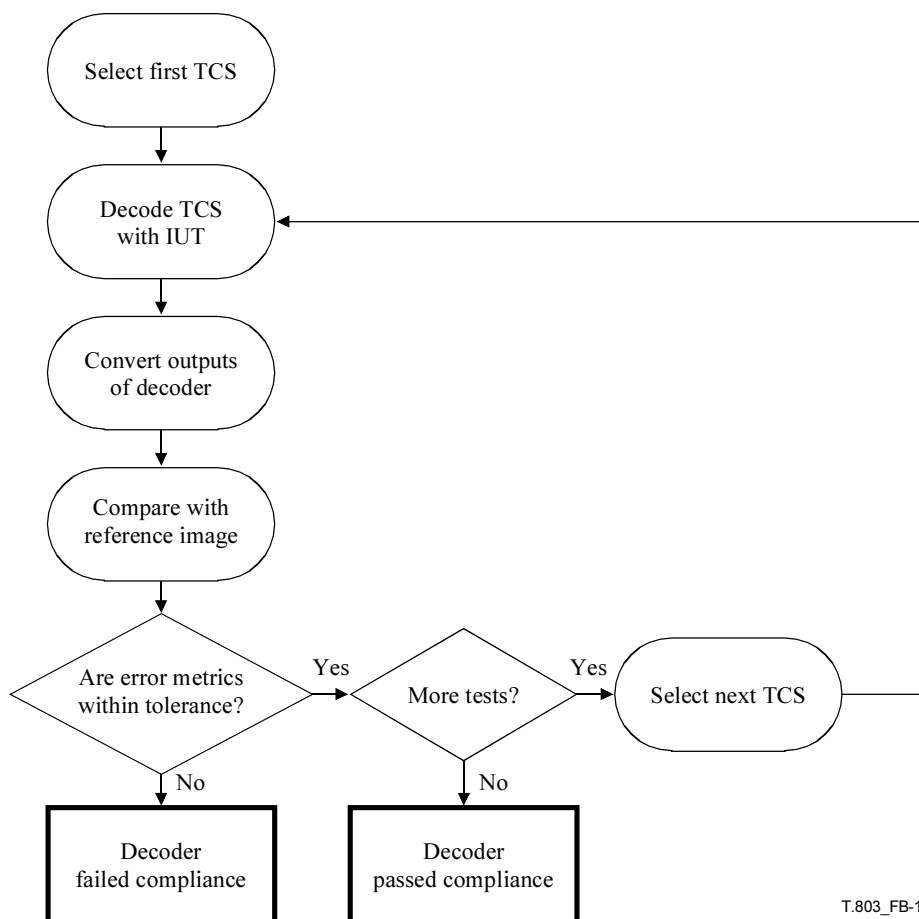 Select first TCS
Decode TCS
with IUT
Convert outputs
of decoder
Compare with
reference image
Are error metrics
within tolerance?
Yes
More tests?
Yes
Select next TCS
No
No
Decoder
failed compliance
Decoder
passed compliance
T.803_FB-1